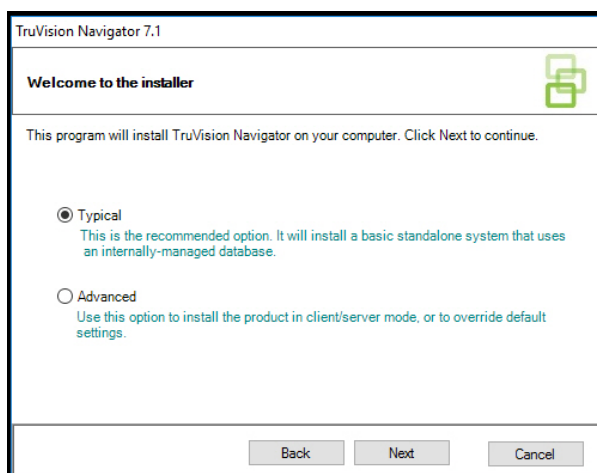 TruVision Navigator 7.1
Welcome to the installer
This program will install TruVision Navigator on your computer. Click Next to continue.
Typical
This is the recommended option. It will install a basic standalone system that uses
an internally-managed database.
Advanced
Use this option to install the product in client/server mode, or to override default
settings.
Back Next Cancel